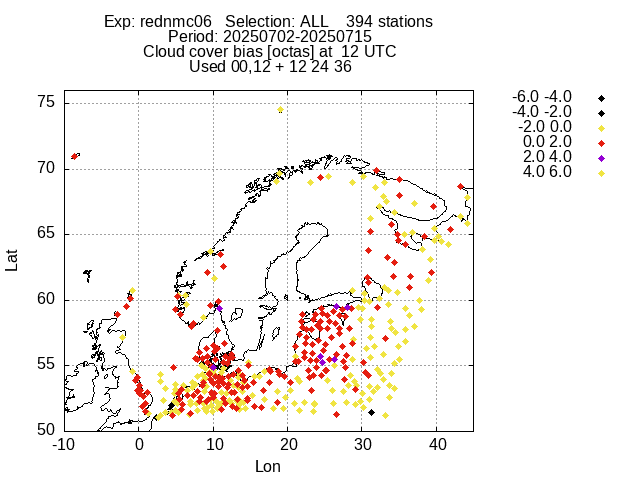 Exp: rednmc06 Selection: ALL 394 stations
Period: 20250702-20250715
Cloud cover bias [octas] at 12 UTC
Used 00,12 + 12 24 36
-6.0 -4.0
-4.0 -2.0
-2.0 0.0
0.0 2.0
2.0 4.0
4.0 6.0
75
70
65
60
55
50
Lat
-10 0 10 20 30 40
Lon